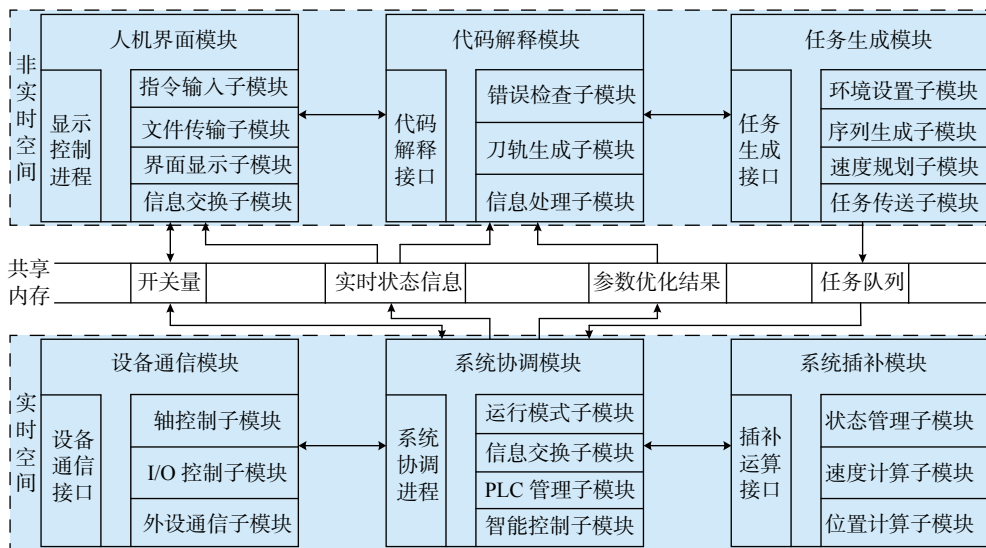 非
实
时
空
间
人机界面模块
显示
控制
进程
指令输入子模块
文件传输子模块
界面显示子模块
信息交换子模块
代码解释模块
代码
解释
接口
错误检查子模块
刀轨生成子模块
信息处理子模块
任务生成模块
任务
生成
接口
环境设置子模块
序列生成子模块
速度规划子模块
任务传送子模块
共享
内存
开关量
实时状态信息
参数优化结果
任务队列
实
时
空
间
设备通信模块
设备
通信
接口
轴控制子模块
I/O 控制子模块
外设通信子模块
系统协调模块
系统
协调
进程
运行模式子模块
信息交换子模块
PLC 管理子模块
智能控制子模块
系统插补模块
插补
运算
接口
状态管理子模块
速度计算子模块
位置计算子模块